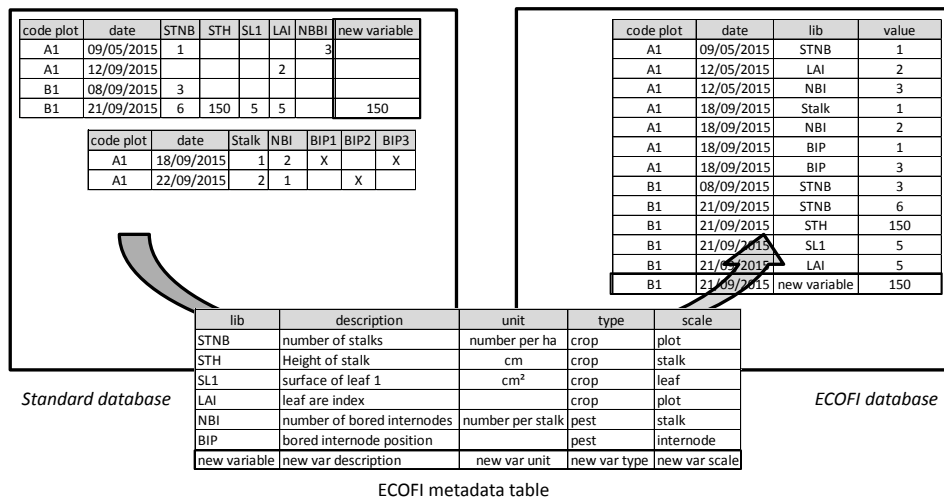 code plot date STNB STH SL1 LAI NBBI new variable
A1 09/05/2015 1 3
A1 12/09/2015 2
B1 08/09/2015 3
B1 21/09/2015 6 150 5 5 150
code plot date Stalk NBI BIP1 BIP2 BIP3
A1 18/09/2015 1 2 X X
A1 22/09/2015 2 1 X
code plot date lib value
A1 09/05/2015 STNB 1
A1 12/05/2015 LAI 2
A1 12/05/2015 NBI 3
A1 18/09/2015 Stalk 1
A1 18/09/2015 NBI 2
A1 18/09/2015 BIP 1
A1 18/09/2015 BIP 3
B1 08/09/2015 STNB 3
B1 21/09/2015 STNB 6
B1 21/09/2015 STH 150
B1 21/09/2015 SL1 5
B1 21/09/2015 LAI 5
B1 21/09/2015 new variable 150
lib description unit type scale
STNB number of stalks number per ha crop plot
STH Height of stalk cm crop stalk
SL1 surface of leaf 1 cm² crop leaf
LAI leaf are index crop plot
NBI number of bored internodes number per stalk pest stalk
BIP bored internode position pest internode
new variable new var description new var unit new var type new var scale
Standard database
ECOFI database
ECOFI metadata table